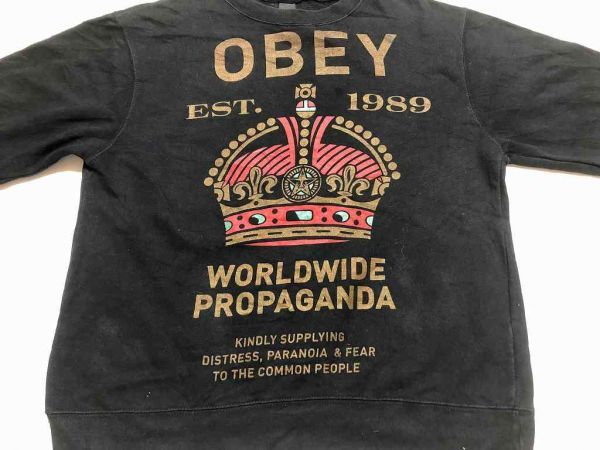 OBEY
EST. 1989
WORLDWIDE
PROPAGANDA
KINDLY SUPPLYING
DISTRESS, PARANOIA & FEAR
TO THE COMMON PEOPLE